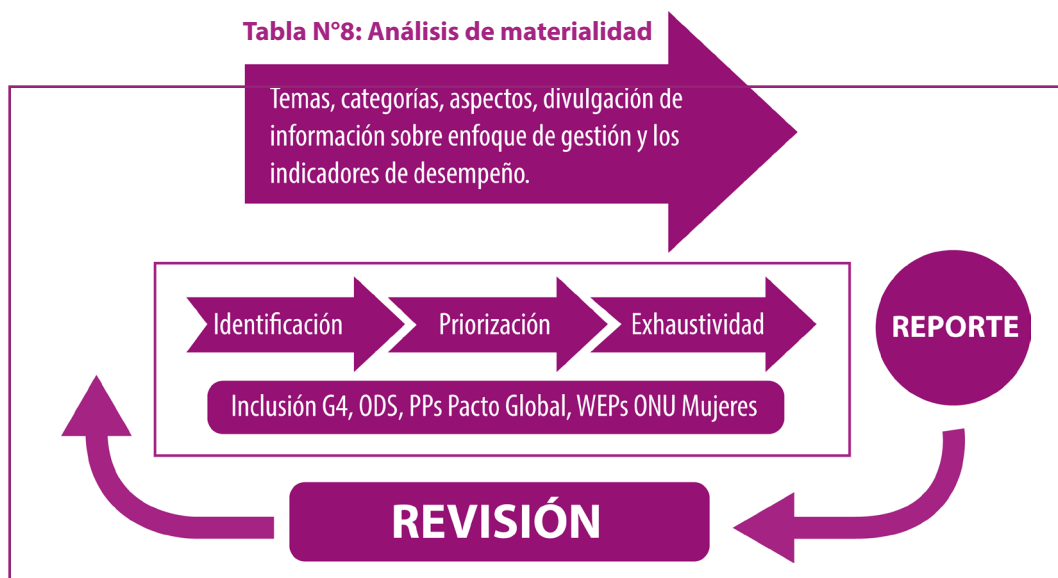 Tabla N°8: Análisis de materialidad
Temas, categorías, aspectos, divulgación de
información sobre enfoque de gestión y los
indicadores de desempeño.
Identificación
Priorización
Exhaustividad
REPORTE
Inclusión G4, ODS, PPs Pacto Global, WEPs ONU Mujeres
REVISIÓN